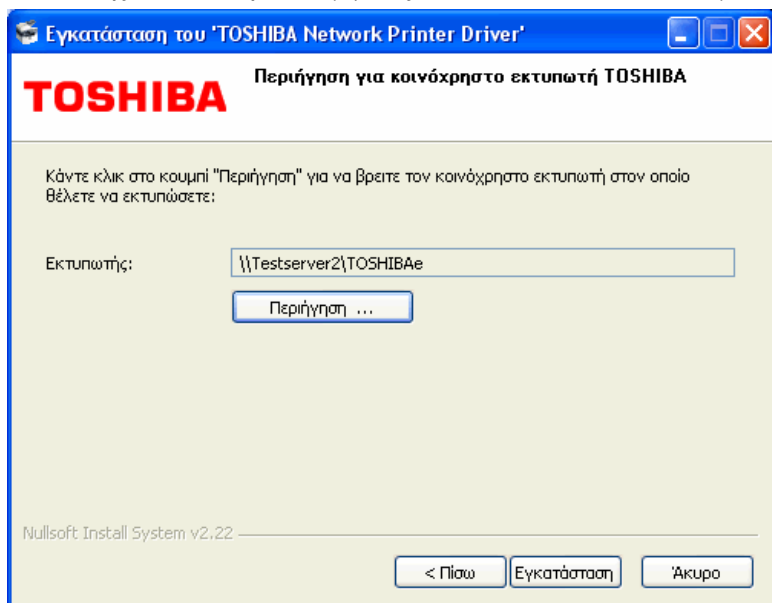 Εγκατάσταση του 'TOSHIBA Network Printer Driver'
TOSHIBA
Περιήγηση για κοινόχρηστο εκτυπωτή TOSHIBA
Κάντε κλικ στο κουμπί "Περιήγηση" για να βρειτε τον κοινόχρηστο εκτυπωτή στον οποίο
θέλετε να εκτυπώσετε:
Εκτυπωτής: \\Testserver2\TOSHIBAe
Περιήγηση ...
Nullsoft Install System v2.22
< Πίσω Εγκατάσταση Άκυρο